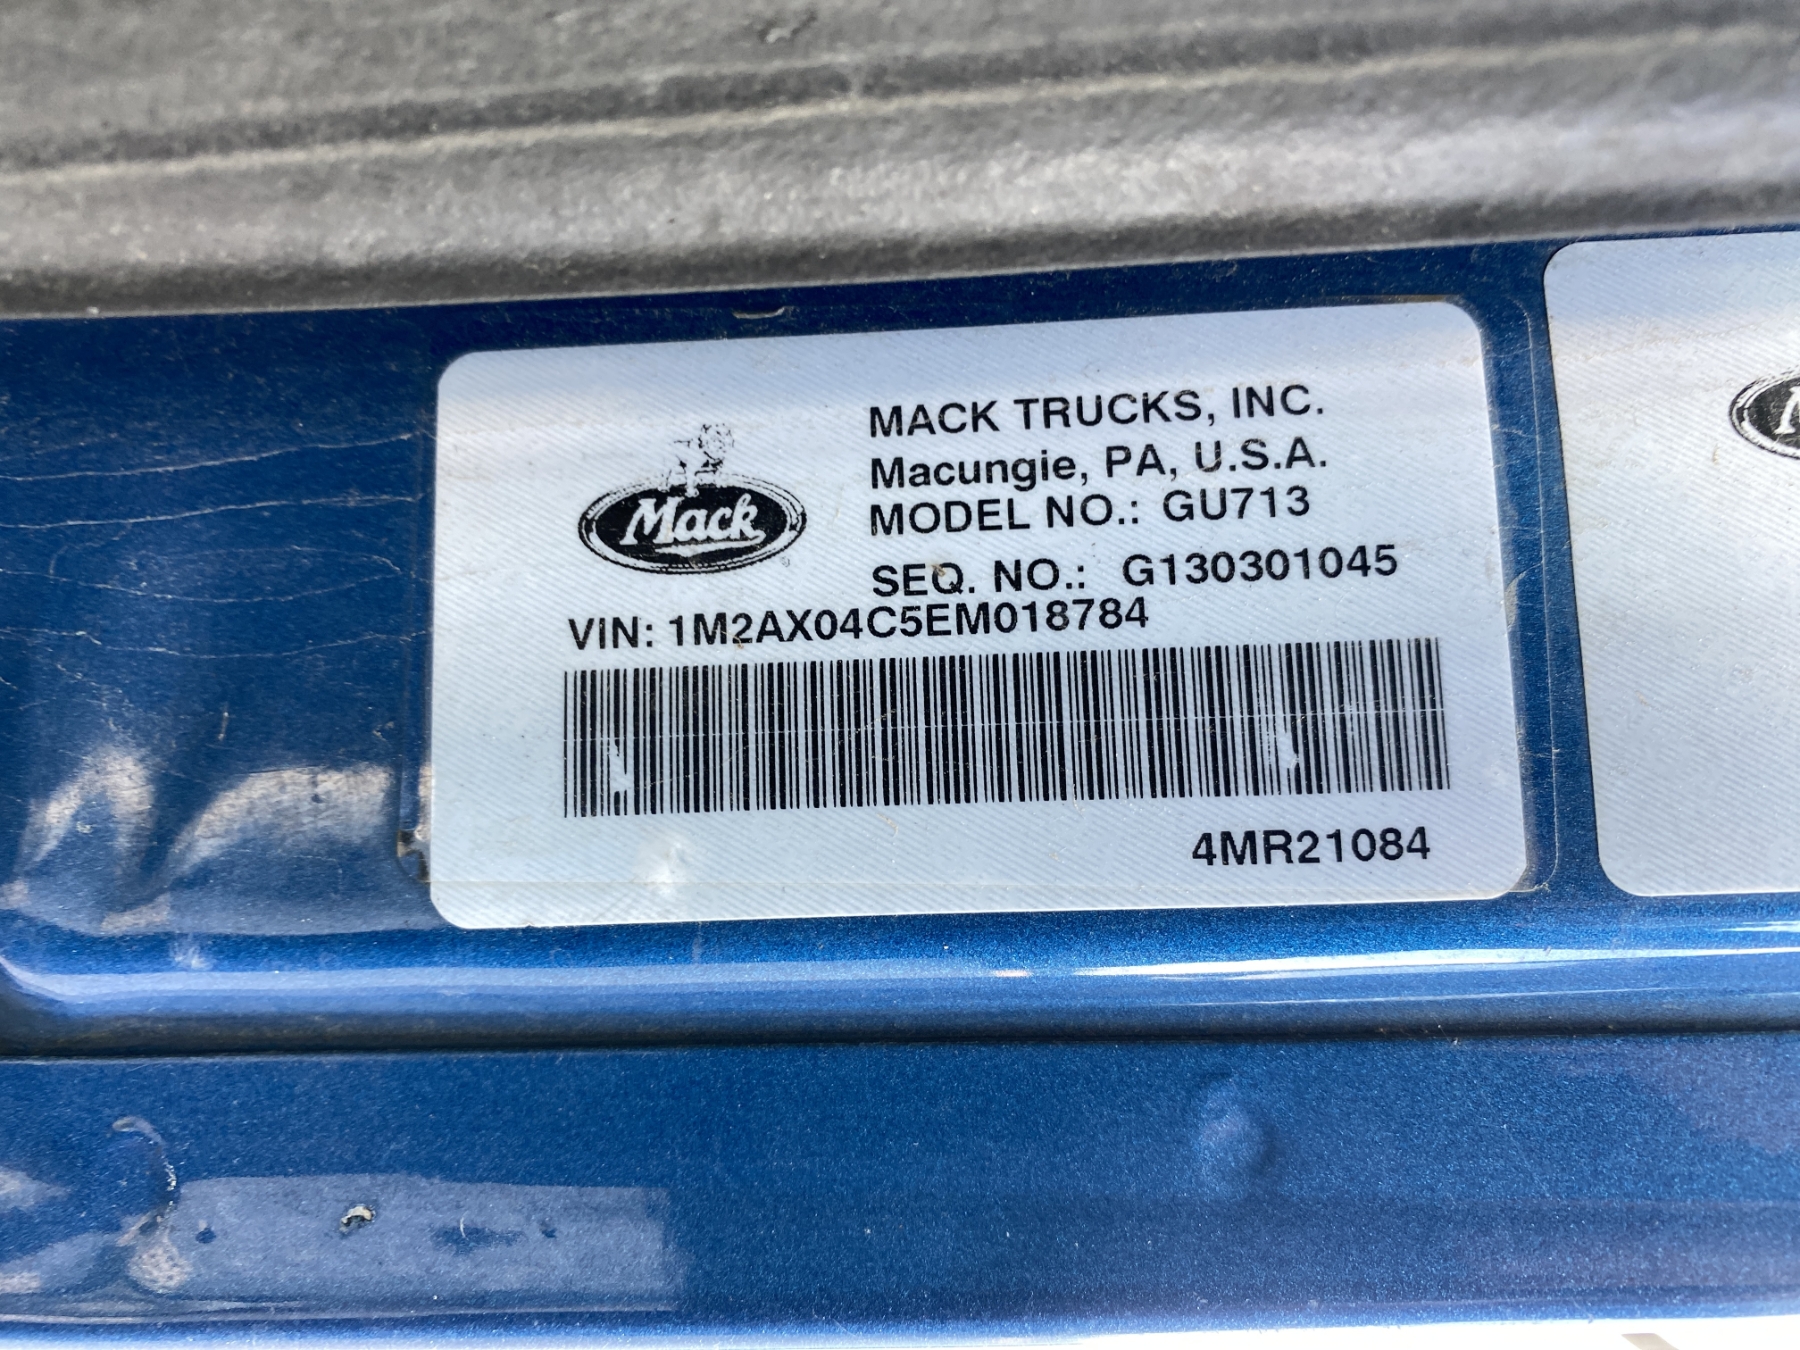 MACK TRUCKS, INC.
Macungie, PA, U.S.A.
MODEL NO.: GU713
Mack
SEQ. NO.: G130301045
VIN: 1M2AX04C5EM018784
4MR21084